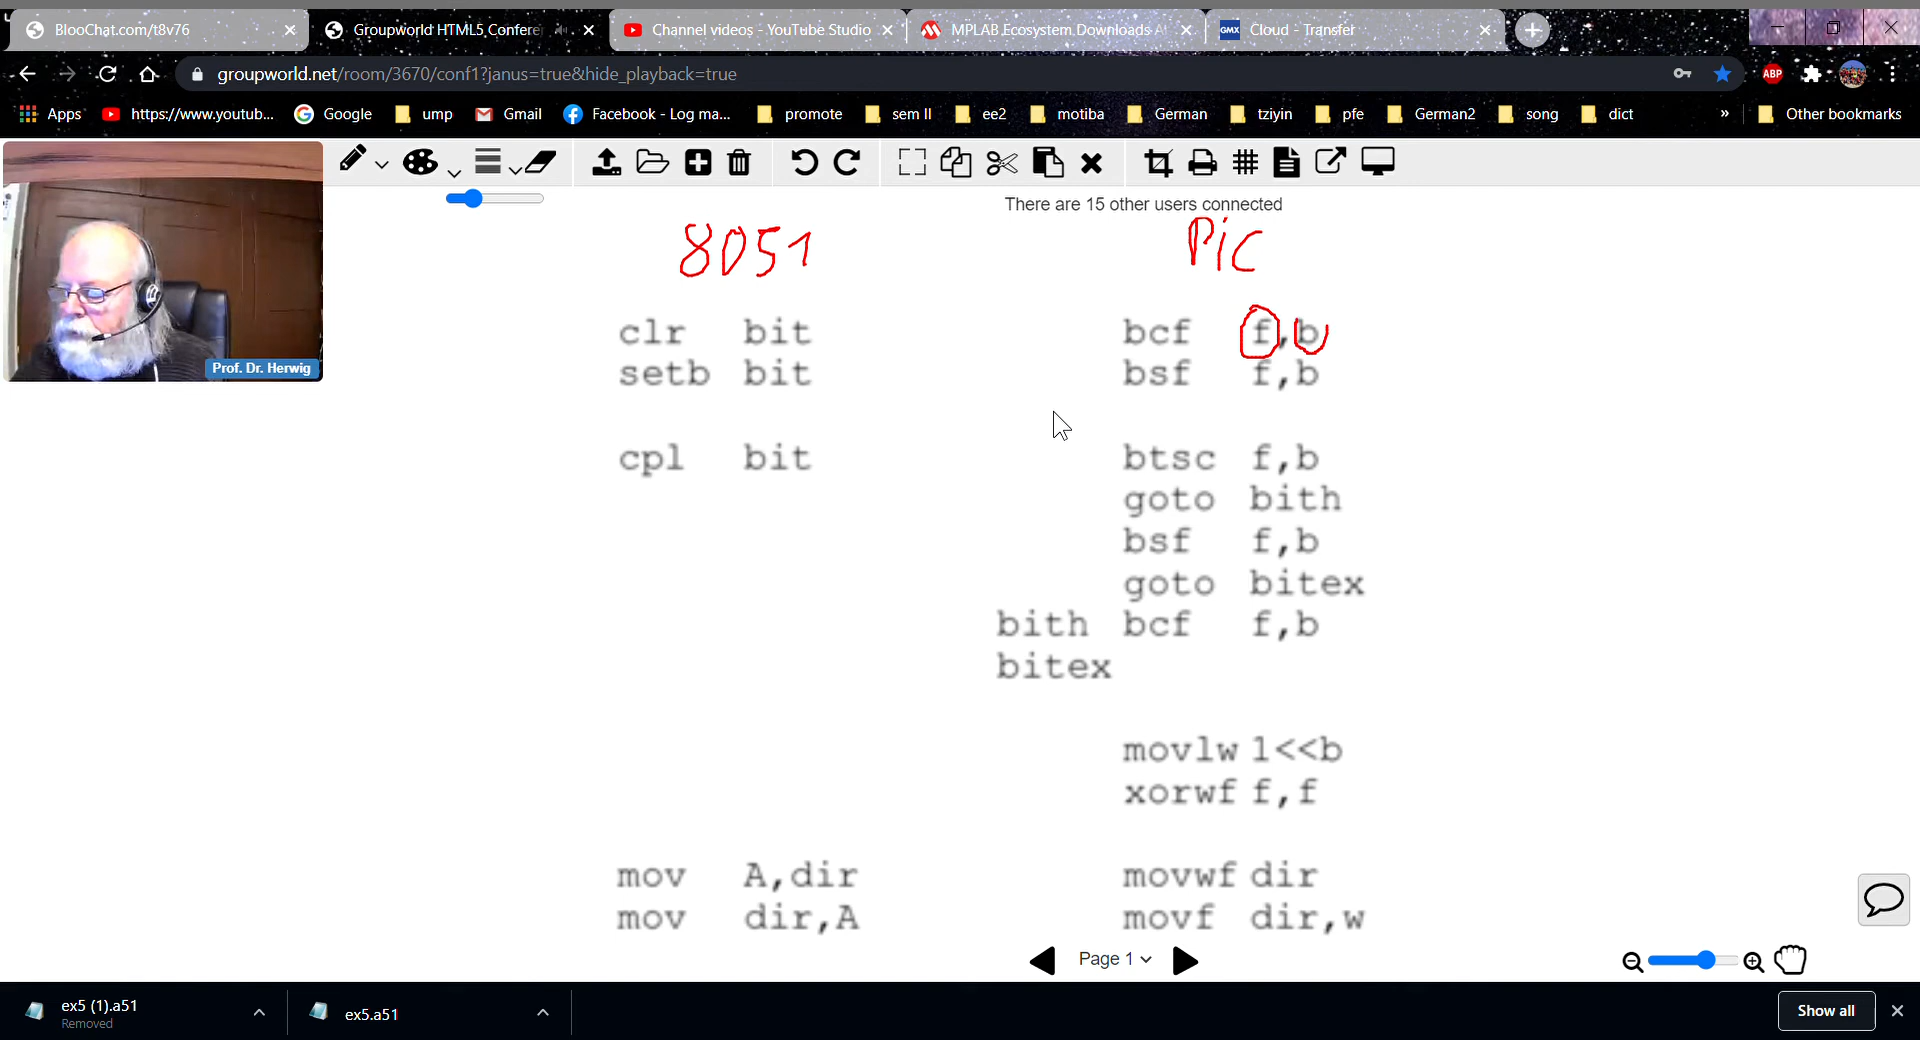 BlooChat.com/t8v76
Groupworld HTML5 Confere
Channel videos - YouTube Studio
MPLAB Ecosystem Downloads A
GMX Cloud - Transfer
groupworld.net/room/3670/conf1?janus=true&hide_playback=true
ABP
Apps
https://www.youtub...
Google
ump
Gmail
Facebook - Log ma...
promote
sem II
ee2
motiba
German
tziyin
pfe
German2
song
dict
»
Other bookmarks
There are 15 other users connected
Prof. Dr. Herwig
8051 PiC
clr bit bcf f,b
setb bit bsf f,b
cpl bit btsc f,b
goto bith
bsf f,b
goto bitex
bith bcf f,b
bitex
movlw 1<<b
xorwf f,f
mov A,dir movwf dir
mov dir,A movf dir,w
Page 1
ex5 (1).a51
Removed
ex5.a51
Show all